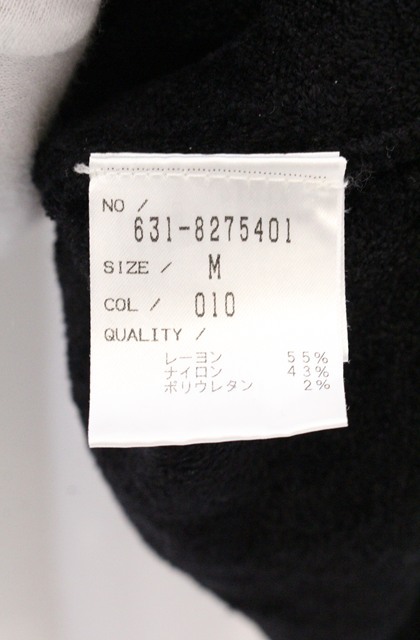 NO /
631-8275401
SIZE / M
COL / 010
QUALITY /
レーヨン 55%
ナイロン 43%
ポリウレタン 2%